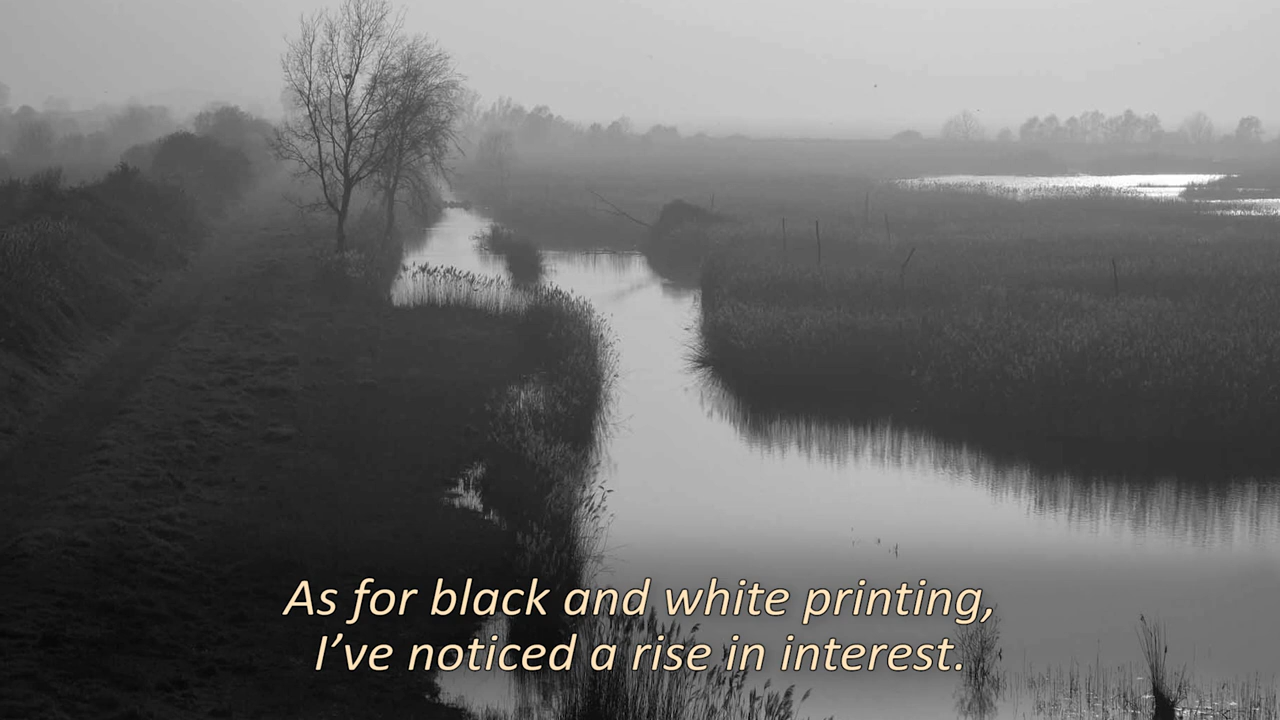 As for black and white printing,
I’ve noticed a rise in interest.